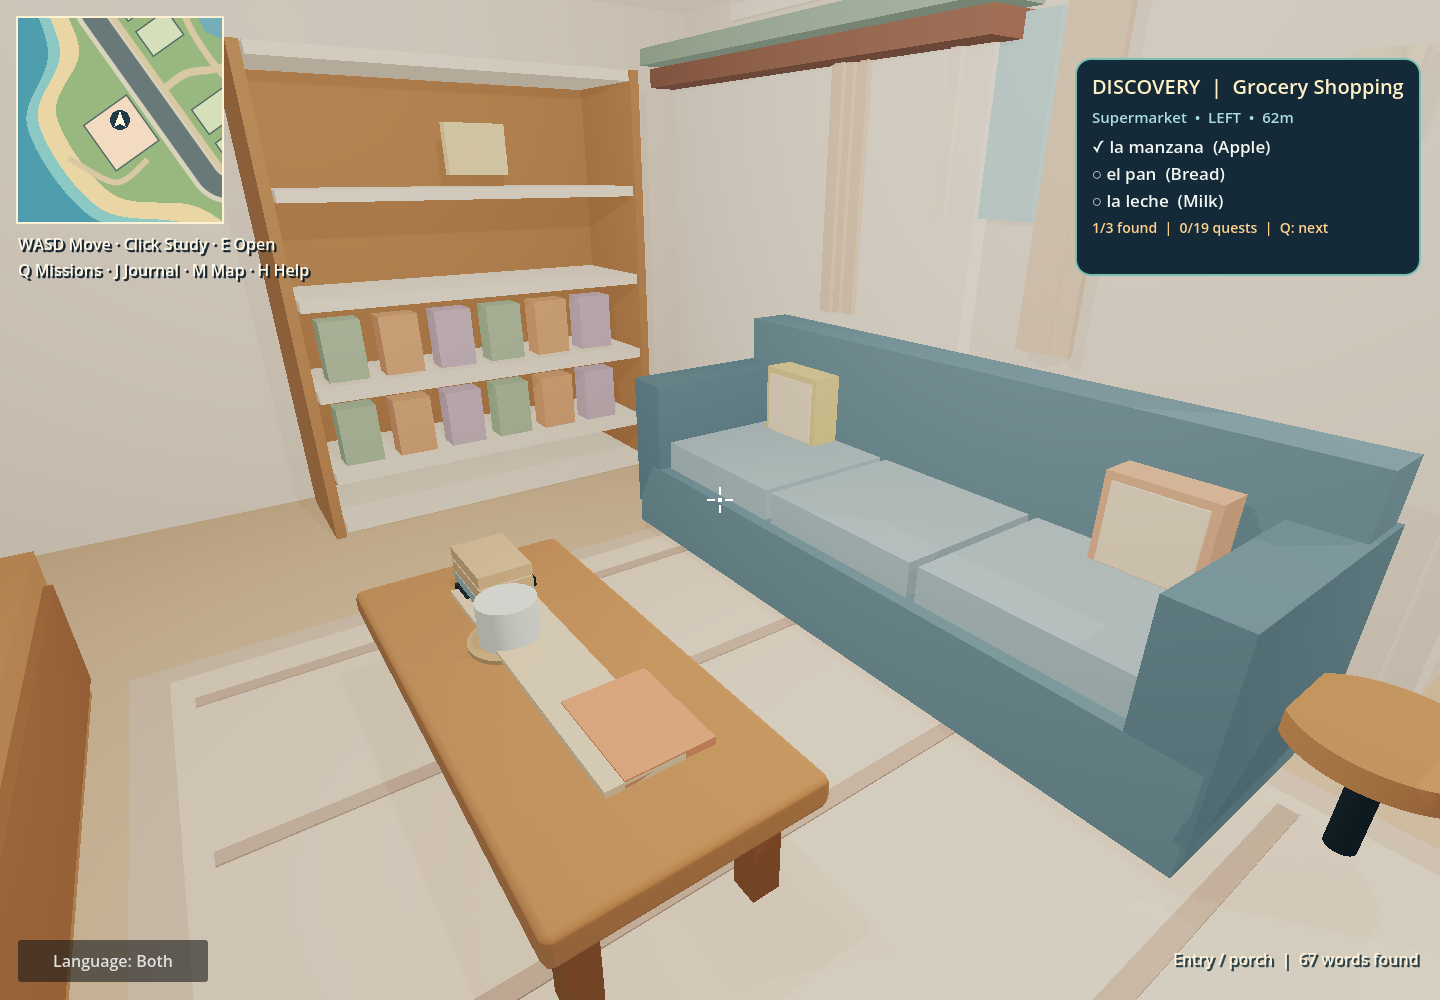 WASD Move · Click Study · E Open
Q Missions · J Journal · M Map · H Help
DISCOVERY | Grocery Shopping
Supermarket • LEFT • 62m
✓ la manzana (Apple)
○ el pan (Bread)
○ la leche (Milk)
1/3 found | 0/19 quests | Q: next
Language: Both
Entry / porch | 67 words found